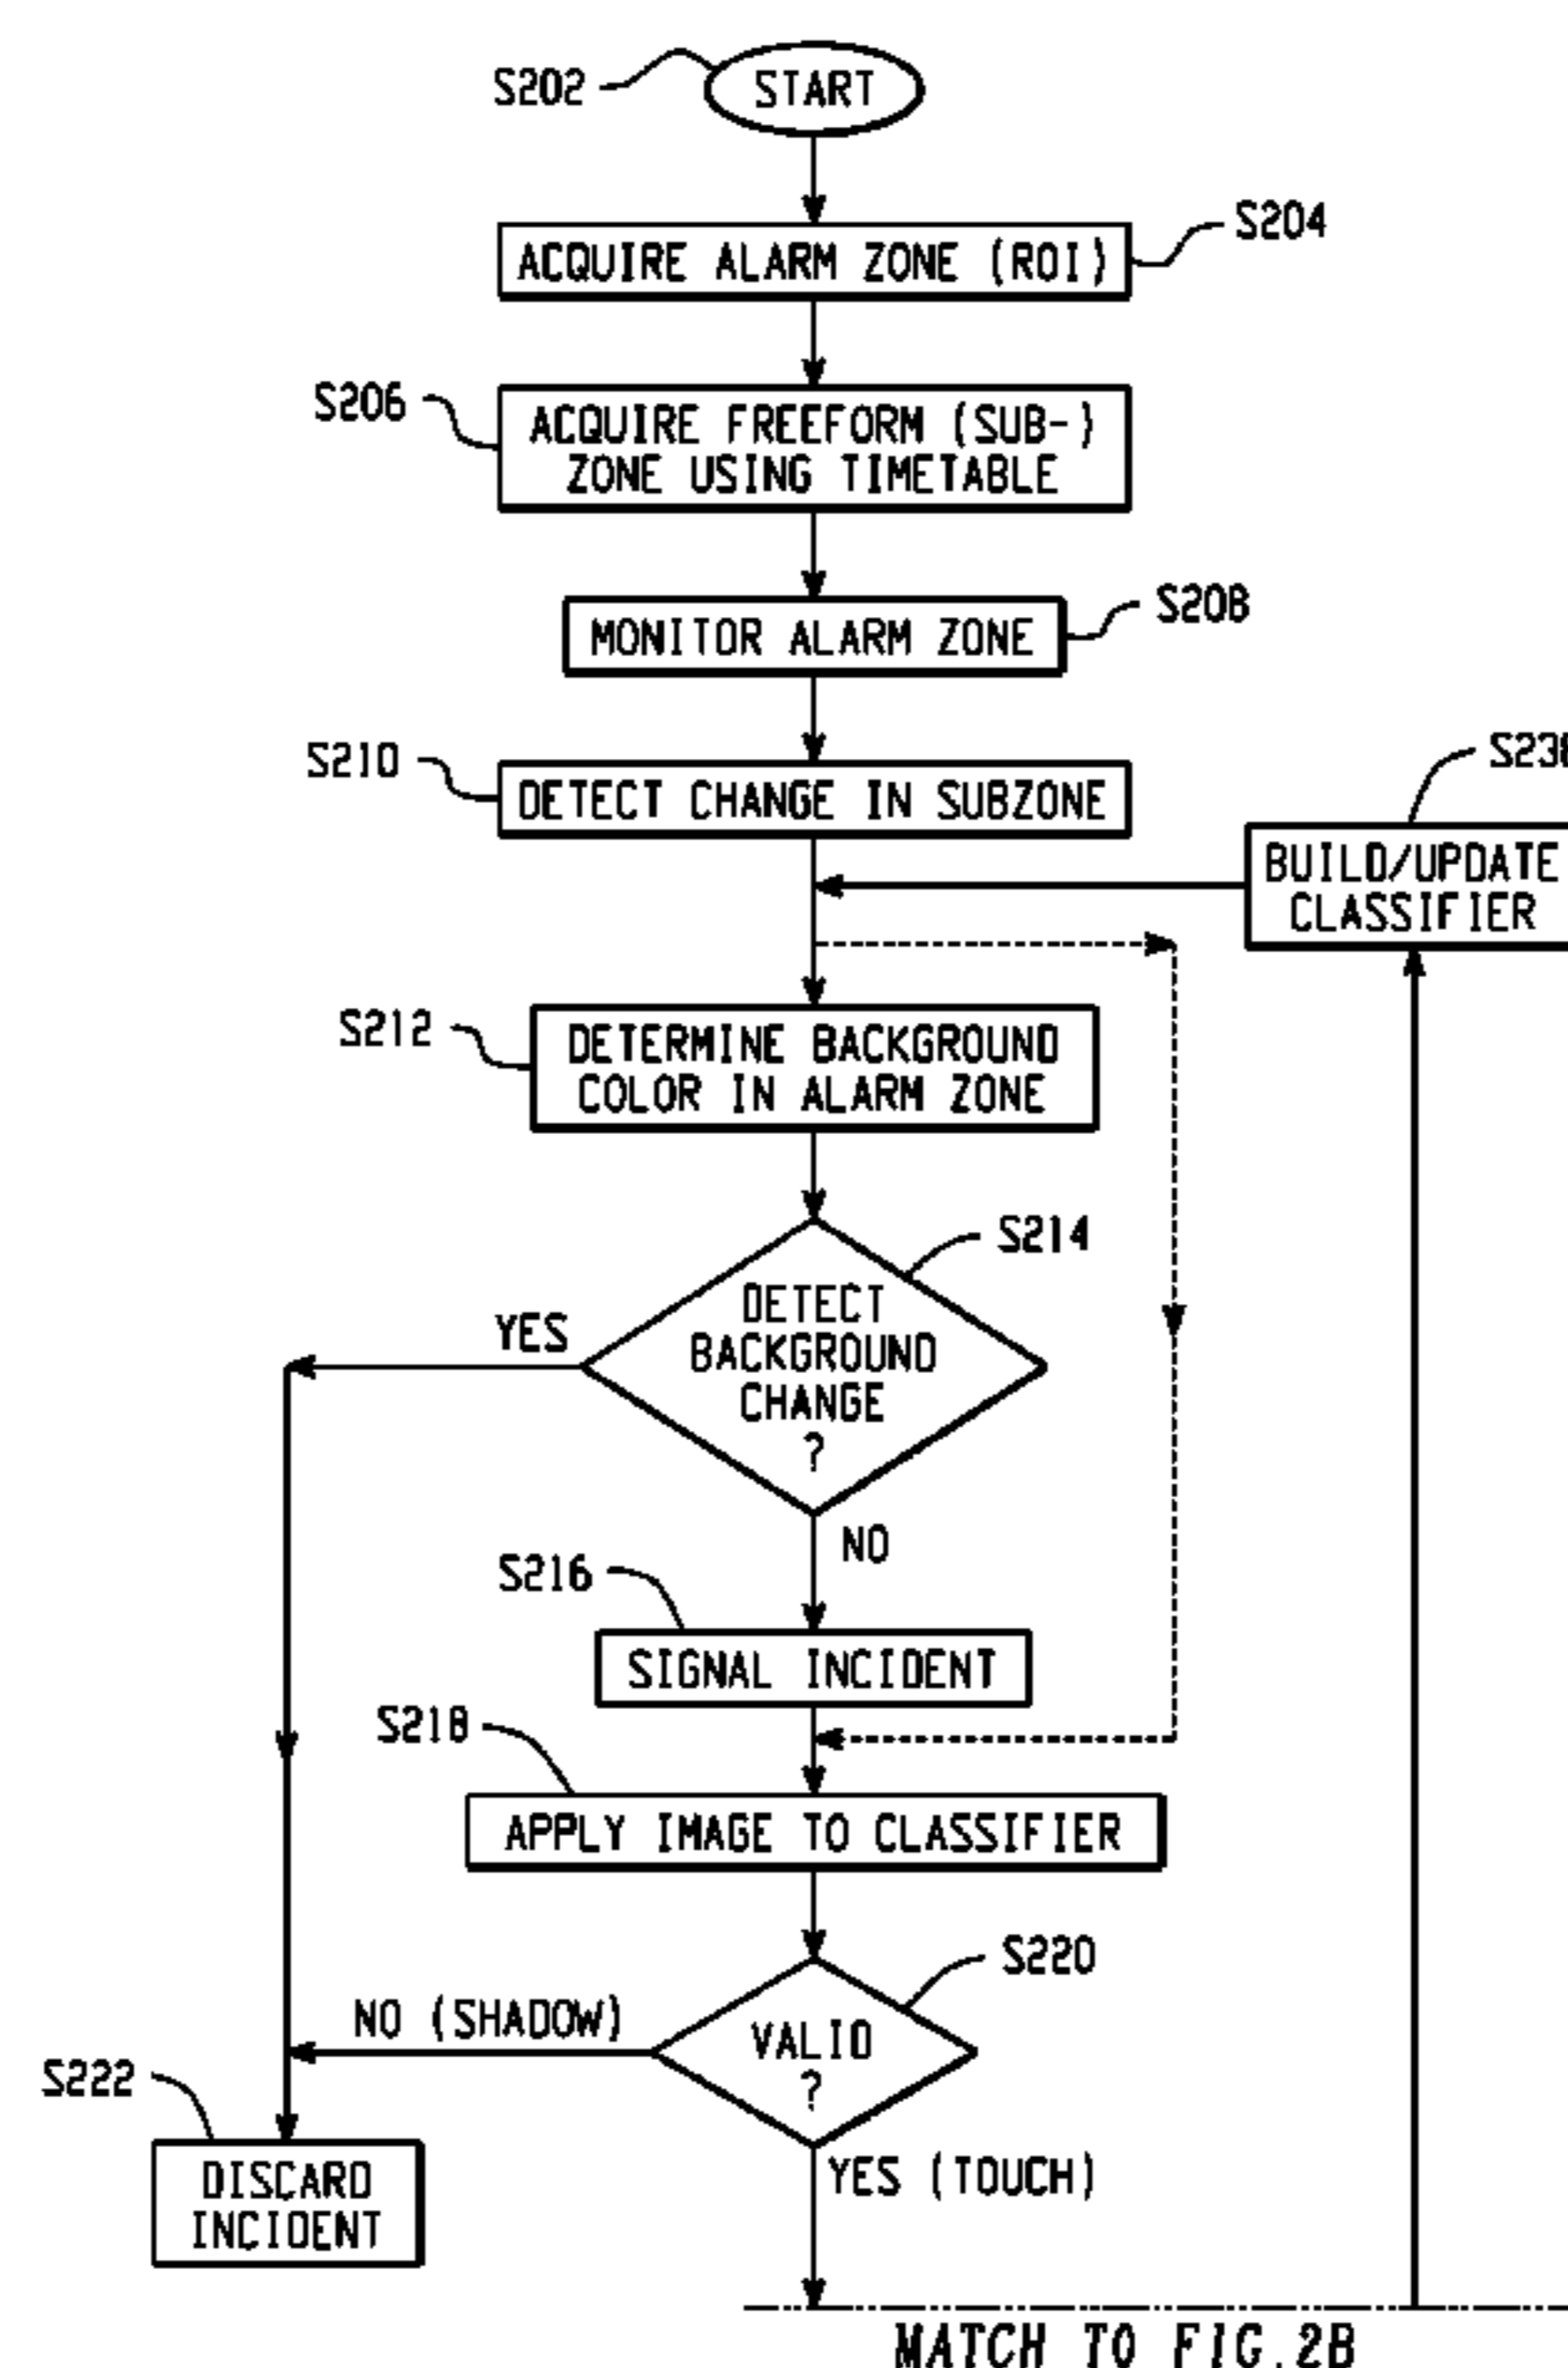 S202
START
S204
ACQUIRE ALARM ZONE (ROI)
S206
ACQUIRE FREEFORM (SUB-)
ZONE USING TIMETABLE
S208
MONITOR ALARM ZONE
S210
DETECT CHANGE IN SUBZONE
BUILD/UPDATE
CLASSIFIER
S212
DETERMINE BACKGROUND
COLOR IN ALARM ZONE
S214
DETECT
BACKGROUND
CHANGE
?
YES
NO
S216
SIGNAL INCIDENT
S218
APPLY IMAGE TO CLASSIFIER
S220
VALID
?
NO (SHADOW)
S222
DISCARD
INCIDENT
YES (TOUCH)
MATCH TO FIG.2B